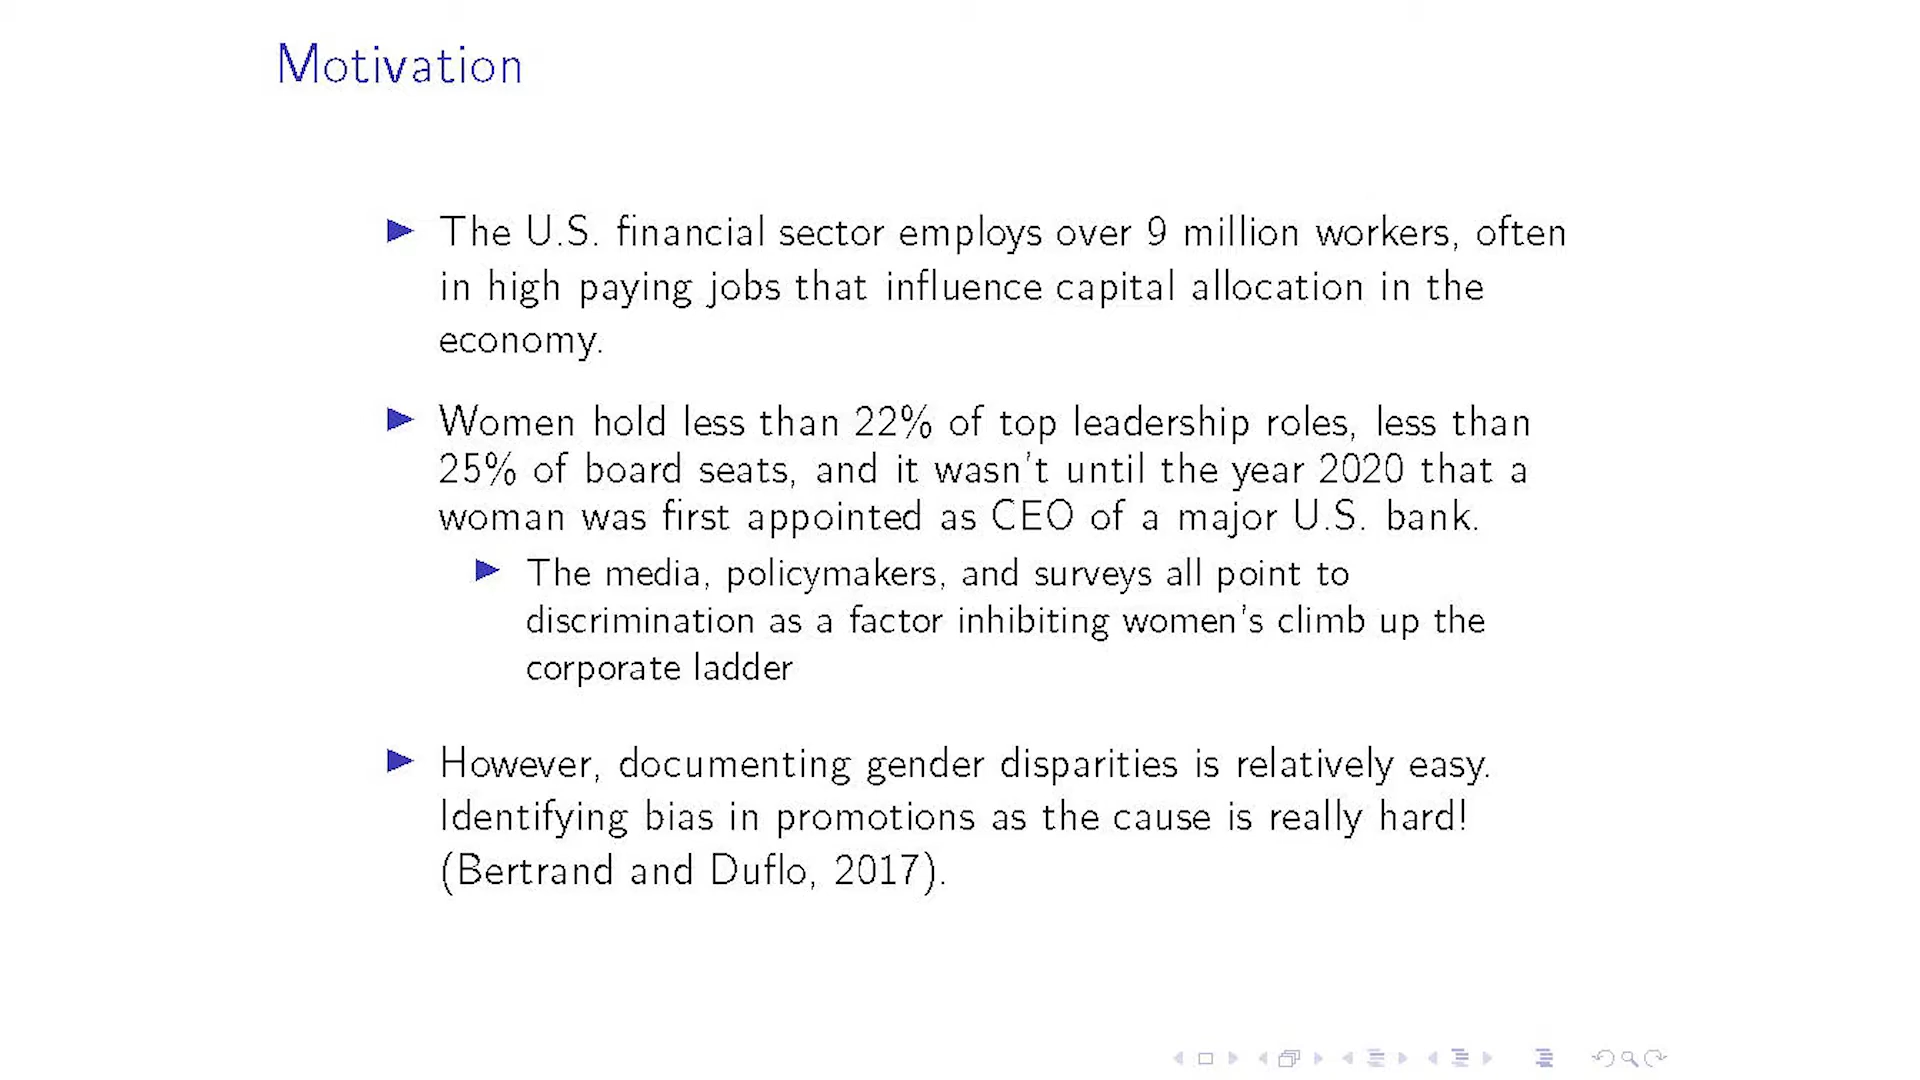 Motivation
The U.S. financial sector employs over 9 million workers, often
in high paying jobs that influence capital allocation in the
economy.
Women hold less than 22% of top leadership roles, less than
25% of board seats, and it wasn't until the year 2020 that a
woman was first appointed as CEO of a major U.S. bank.
The media, policymakers, and surveys all point to
discrimination as a factor inhibiting women's climb up the
corporate ladder
However, documenting gender disparities is relatively easy.
Identifying bias in promotions as the cause is really hard!
(Bertrand and Duflo, 2017).